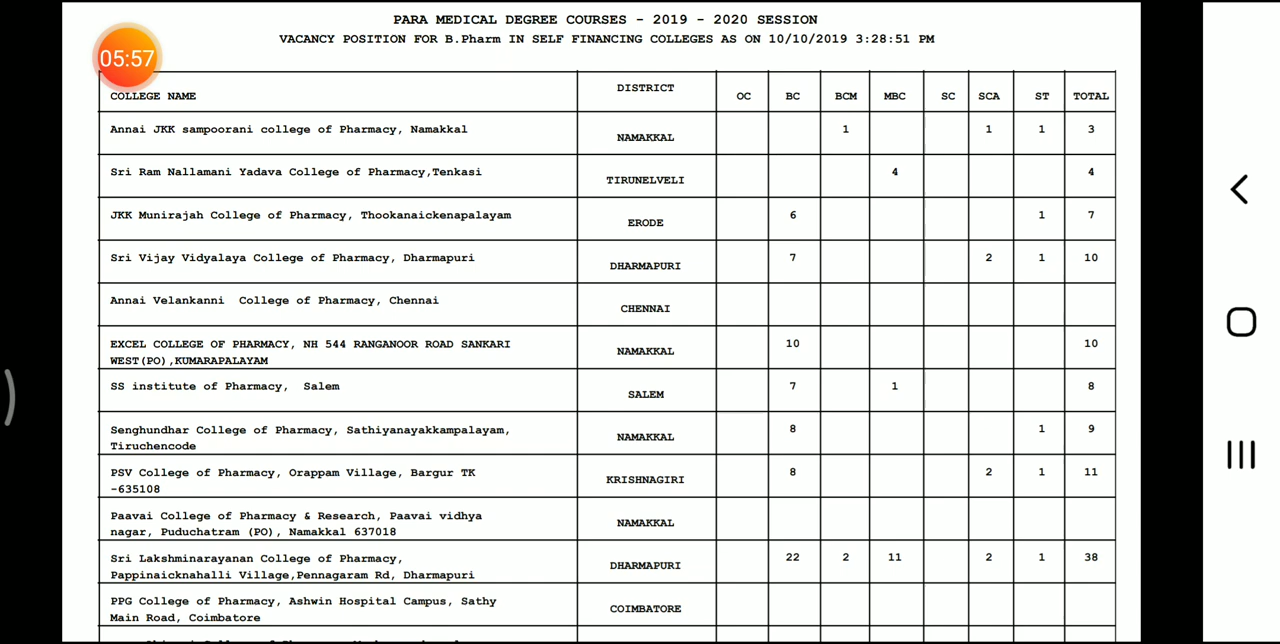 PARA MEDICAL DEGREE COURSES - 2019 - 2020 SESSION
VACANCY POSITION FOR B.Pharm IN SELF FINANCING COLLEGES AS ON 10/10/2019 3:28:51 PM
05:57
COLLEGE NAME DISTRICT OC BC BCM MBC SC SCA ST TOTAL
Annai JKK sampoorani college of Pharmacy, Namakkal NAMAKKAL 1 1 1 3
Sri Ram Nallamani Yadava College of Pharmacy,Tenkasi TIRUNELVELI 4 4
JKK Munirajah College of Pharmacy, Thookanaickenapalayam ERODE 6 1 7
Sri Vijay Vidyalaya College of Pharmacy, Dharmapuri DHARMAPURI 7 2 1 10
Annai Velankanni College of Pharmacy, Chennai CHENNAI
EXCEL COLLEGE OF PHARMACY, NH 544 RANGANOOR ROAD SANKARI NAMAKKAL 10 10
WEST(PO),KUMARAPALAYAM
SS institute of Pharmacy, Salem SALEM 7 1 8
Senghundhar College of Pharmacy, Sathiyanayakkampalayam, NAMAKKAL 8 1 9
Tiruchencode
PSV College of Pharmacy, Orappam Village, Bargur TK KRISHNAGIRI 8 2 1 11
-635108
Paavai College of Pharmacy & Research, Paavai vidhya NAMAKKAL
nagar, Puduchatram (PO), Namakkal 637018
Sri Lakshminarayanan College of Pharmacy, DHARMAPURI 22 2 11 2 1 38
Pappinaicknahalli Village,Pennagaram Rd, Dharmapuri
PPG College of Pharmacy, Ashwin Hospital Campus, Sathy COIMBATORE
Main Road, Coimbatore